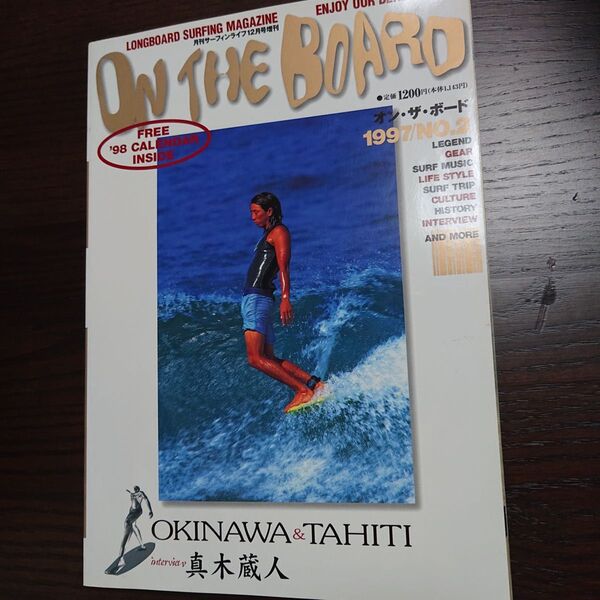 LONGBOARD SURFING MAGAZINE
ENJOY OUR
月刊サーフィンライフ12月号増刊
ON THE BOARD
●定価1200円(本体1,143円)
オン・ザ・ボード
1997/NO.2
FREE
'98 CALENDAR
INSIDE
LEGEND
GEAR
SURF MUSIC
LIFE STYLE
SURF TRIP
CULTURE
HISTORY
INTERVIEW
AND MORE
OKINAWA&TAHITI
interview 真木蔵人